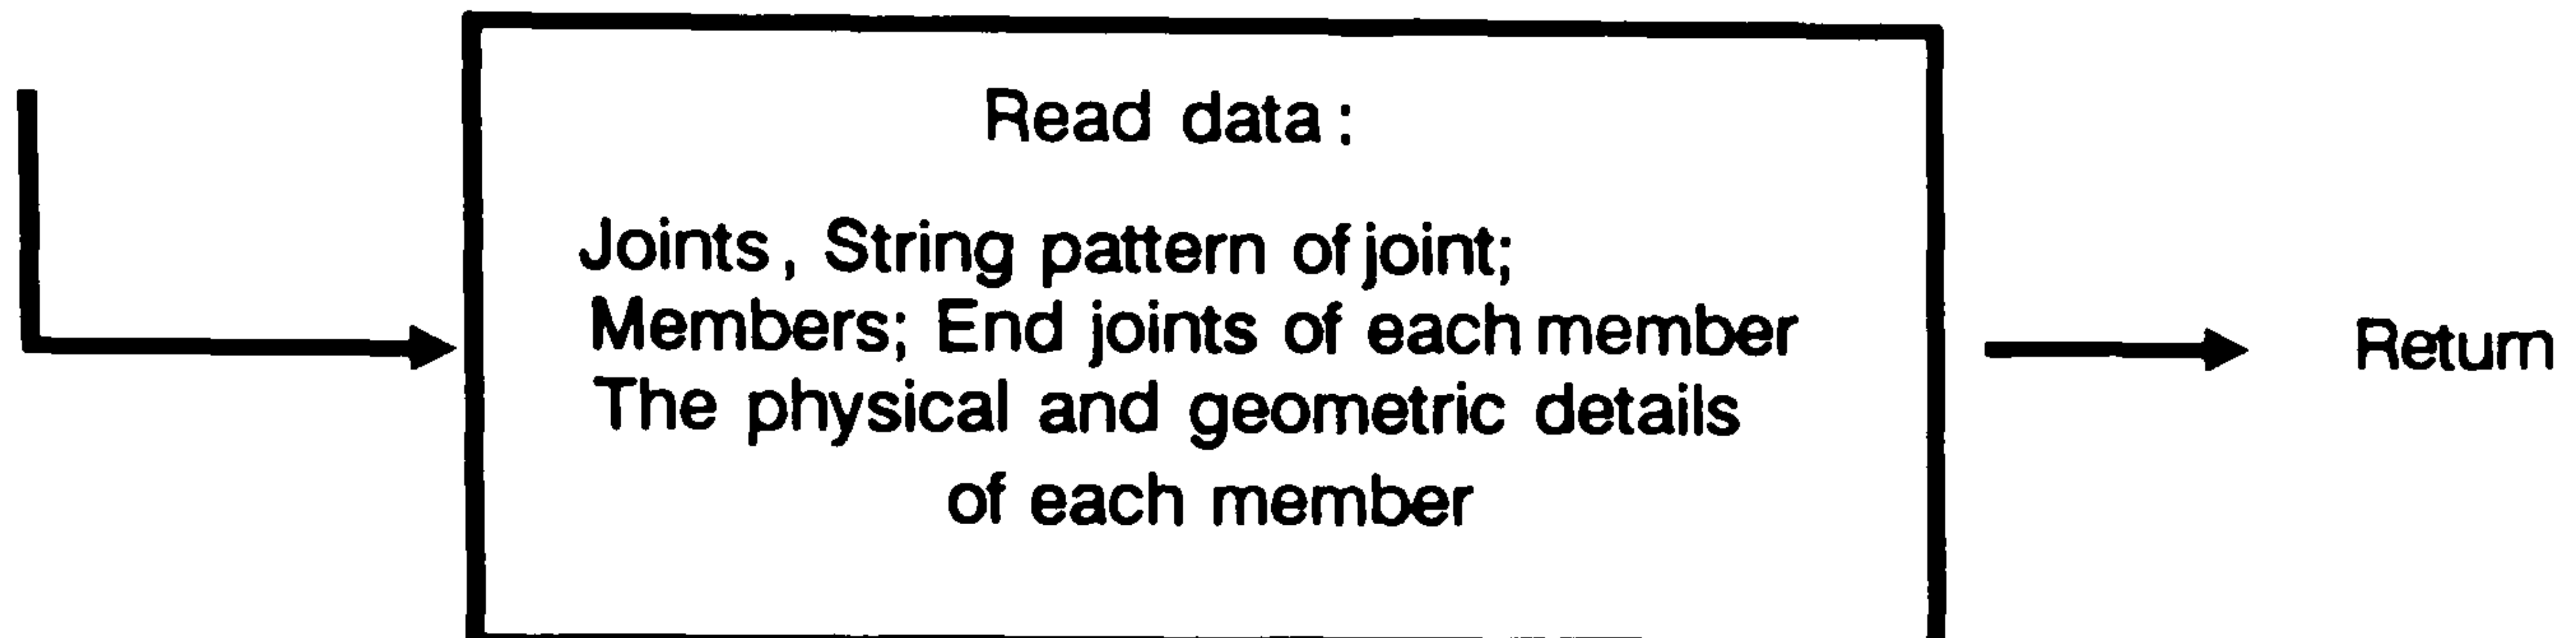 Read data :
Joints, String pattern of joint;
Members; End joints of each member
The physical and geometric details
of each member
Return